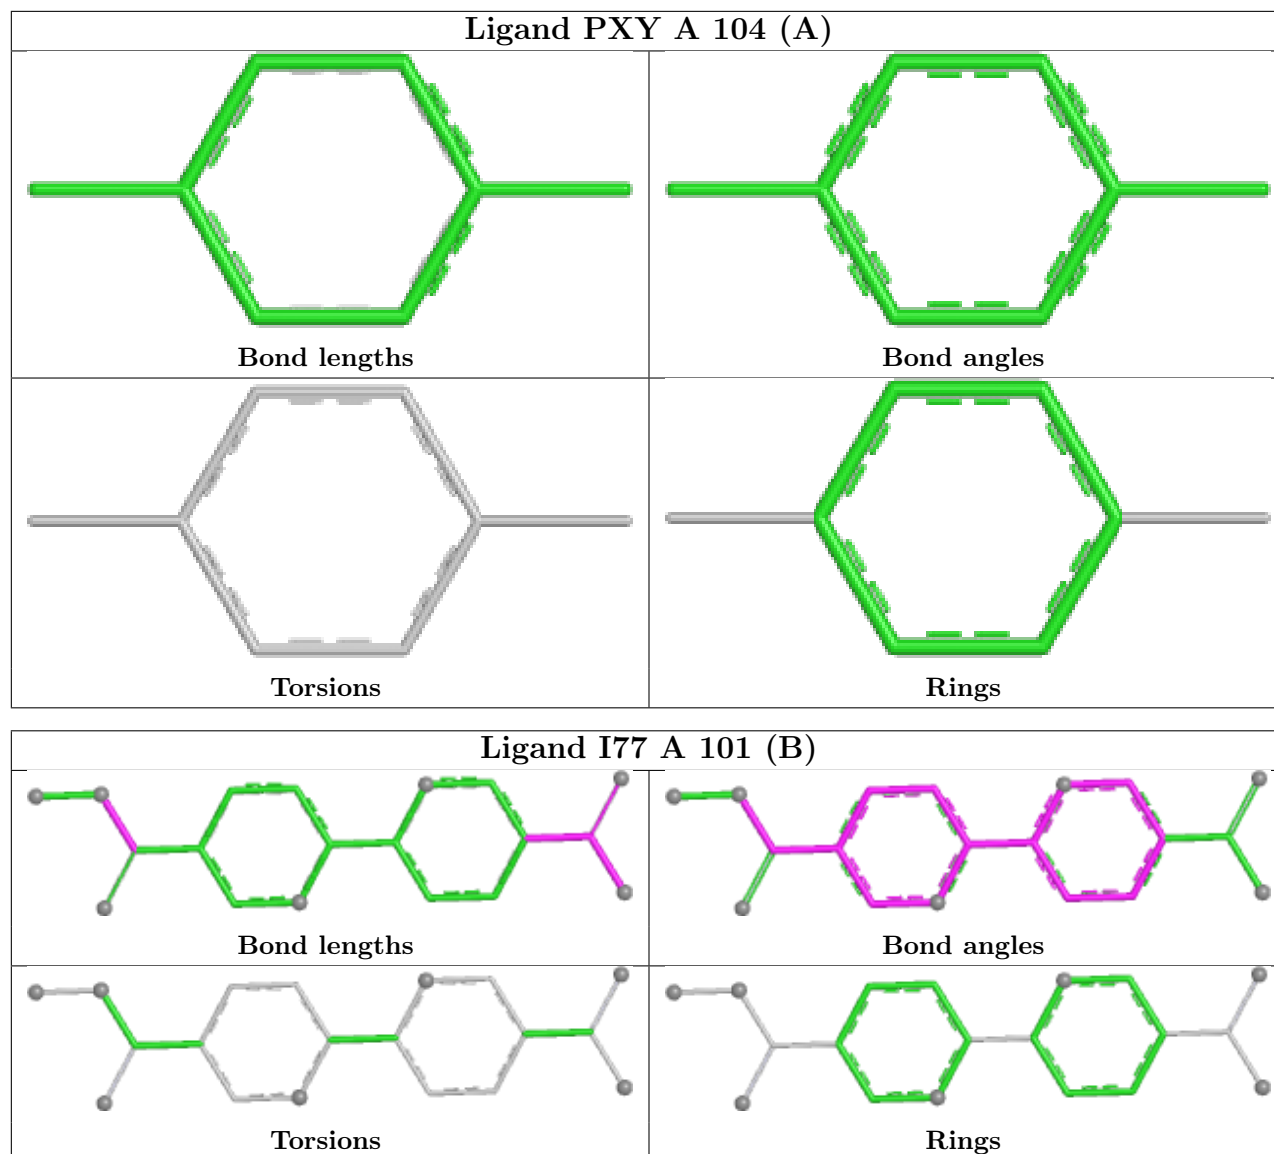 Ligand PXY A 104 (A)
Bond lengths
Bond angles
Torsions
Rings
Ligand I77 A 101 (B)
Bond lengths
Bond angles
Torsions
Rings